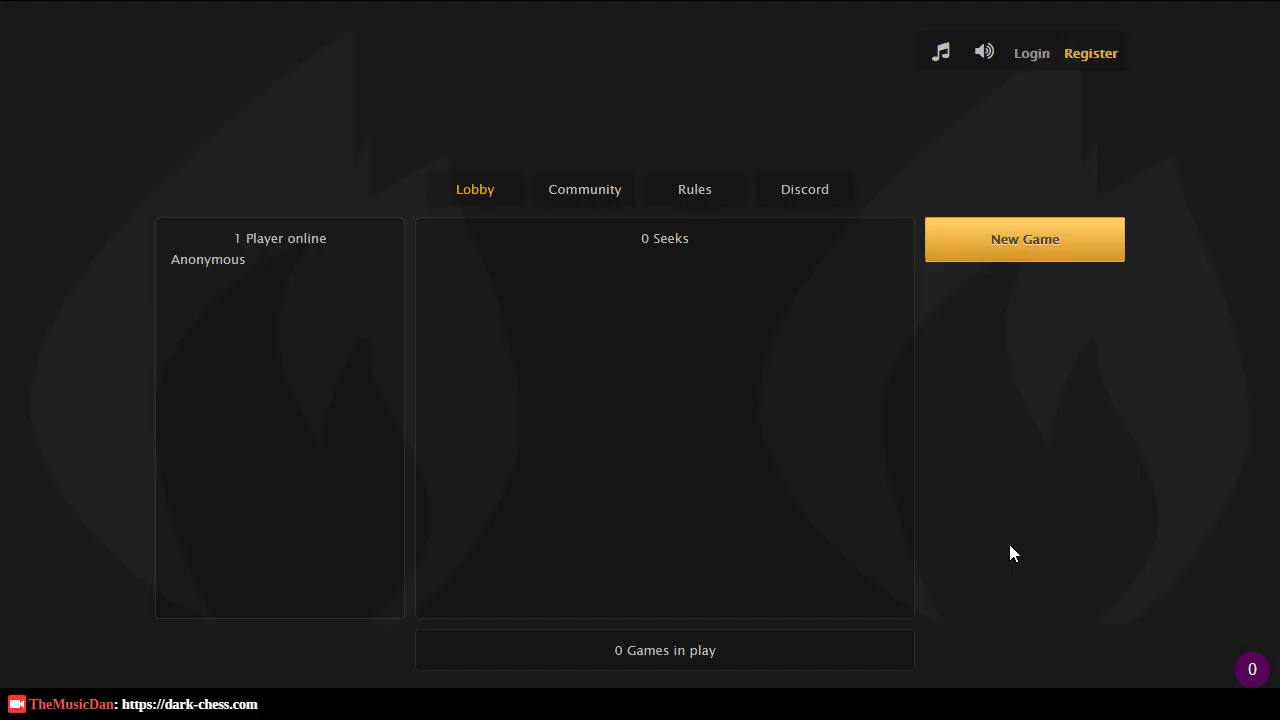 Login Register
Lobby Community Rules Discord
1 Player online
Anonymous
0 Seeks
New Game
0 Games in play
0
TheMusicDan: https://dark-chess.com